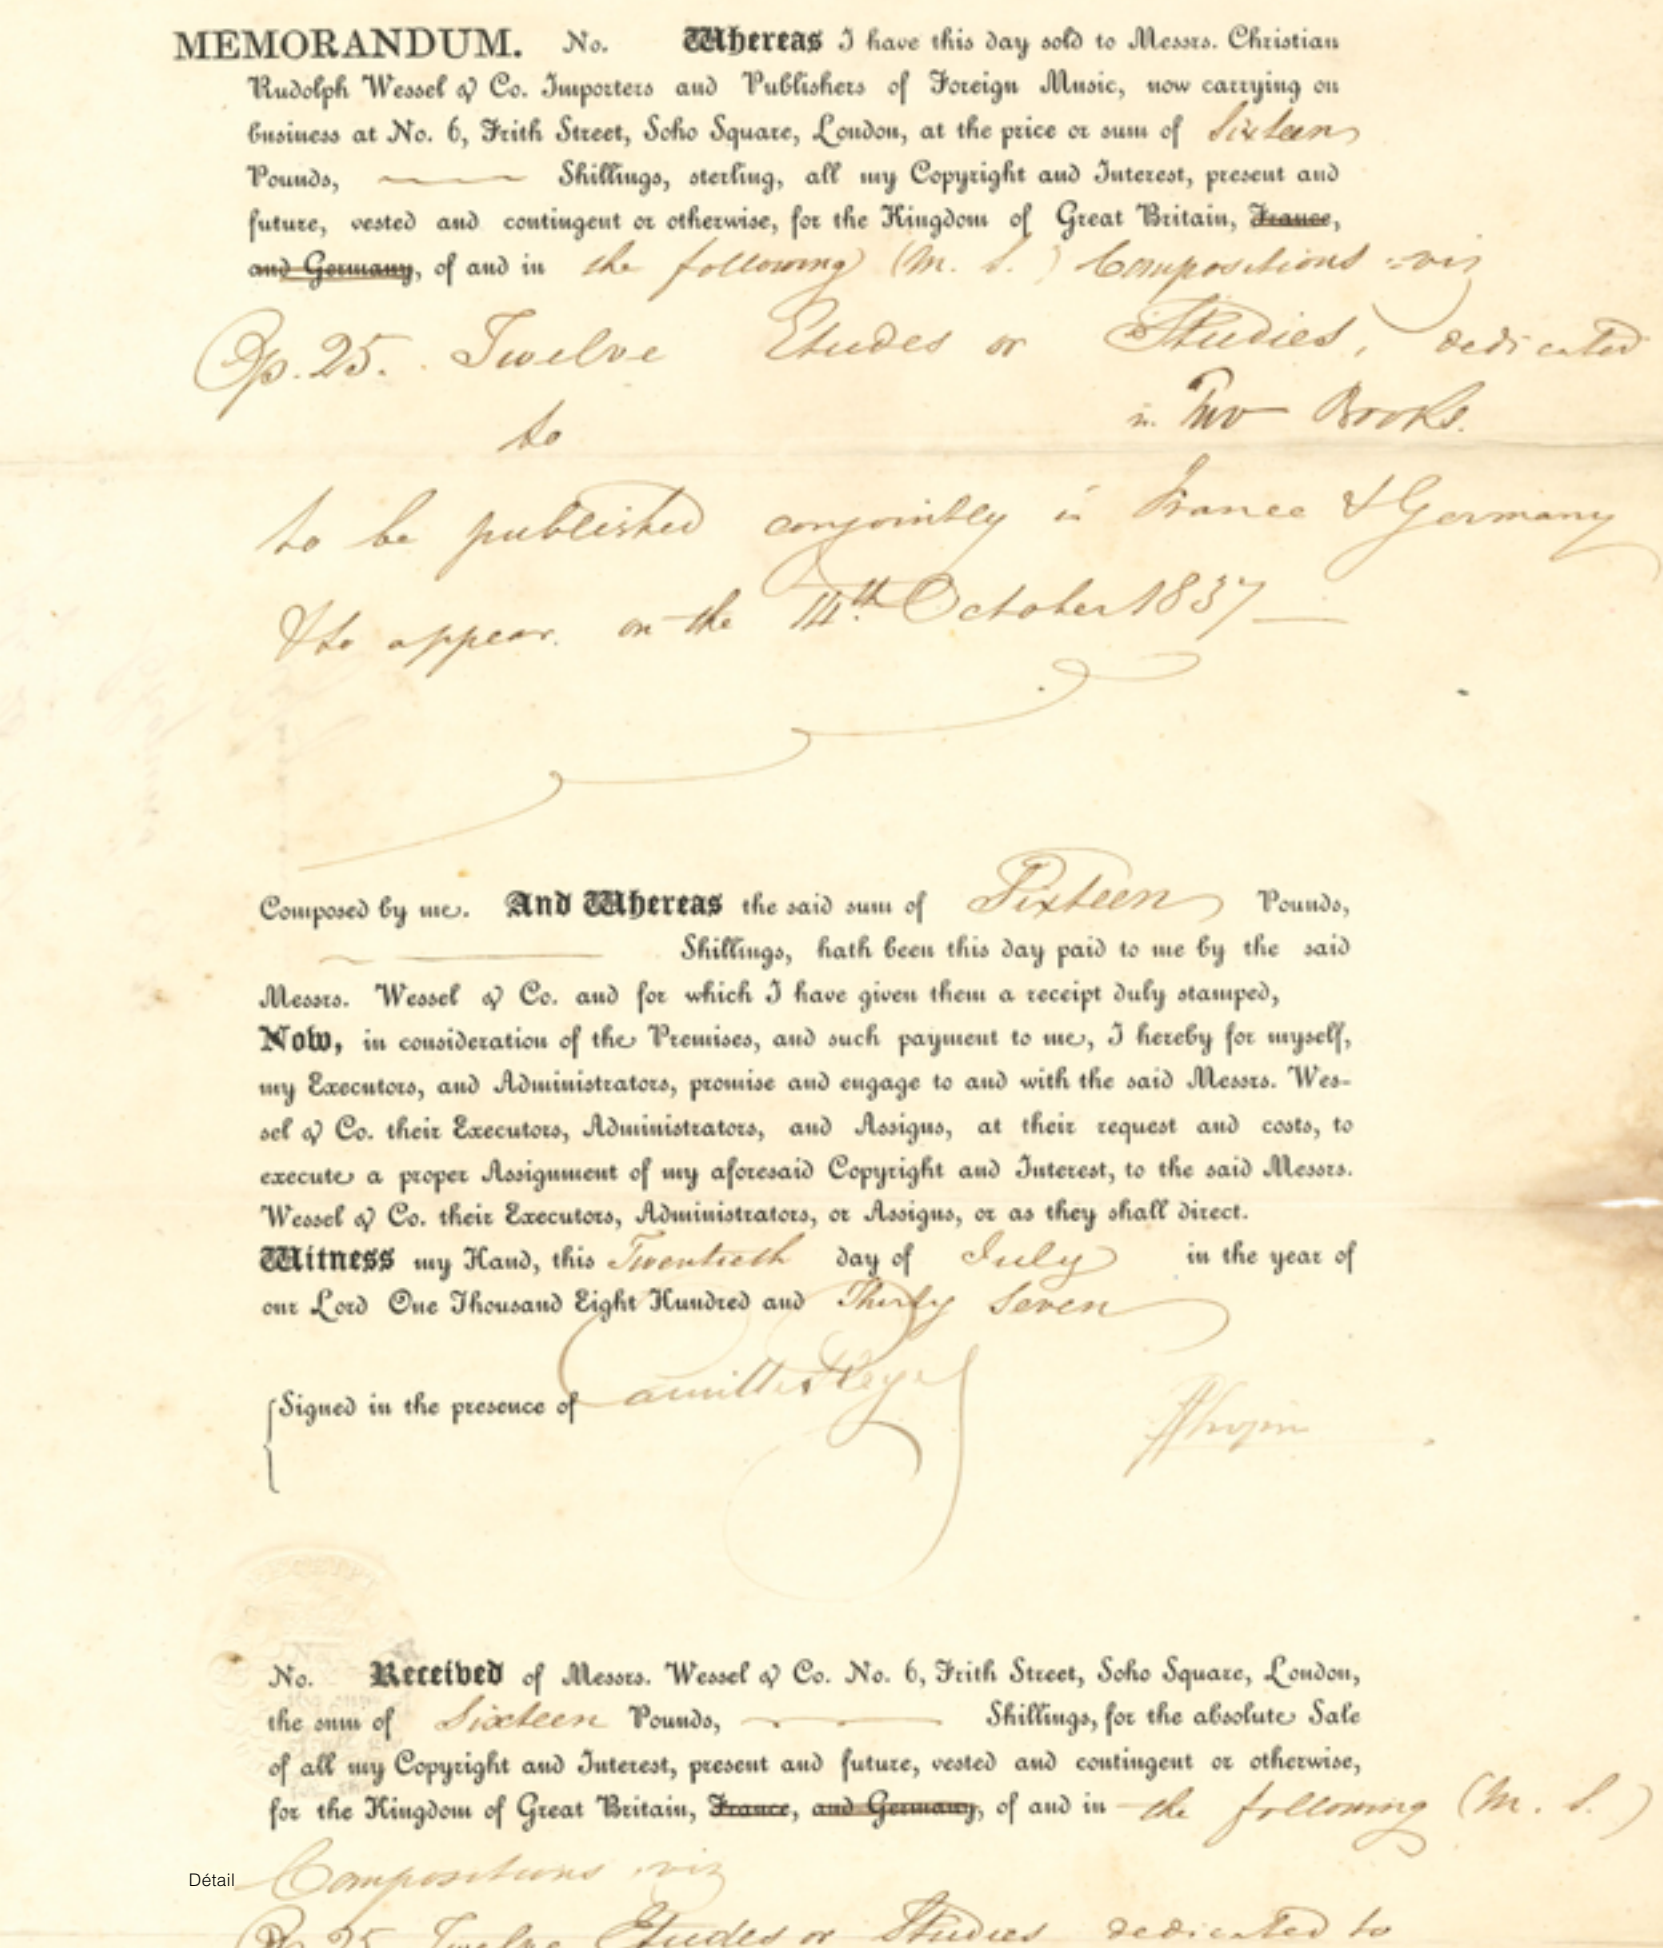 MEMORANDUM. No. Whereas I have this day sold to Messrs. Christian
Rudolph Wessel & Co. Importers and Publishers of Foreign Music, now carrying on
business at No. 6, Frith Street, Soho Square, London, at the price or sum of Sixteen
Pounds, —— Shillings, sterling, all my Copyright and Interest, present and
future, vested and contingent or otherwise, for the Kingdom of Great Britain, France,
and Germany, of and in the following (M. S.) Compositions viz
Op. 25. Twelve Etudes or Studies, dedicated
to in Two Books.
to be published conjointly in France & Germany
& to appear. on the 14th. October 1837 —
Composed by me. And Whereas the said sum of Sixteen Pounds,
—— Shillings, hath been this day paid to me by the said
Messrs. Wessel & Co. and for which I have given them a receipt duly stamped,
Now, in consideration of the Premises, and such payment to me, I hereby for myself,
my Executors, and Administrators, promise and engage to and with the said Messrs. Wes-
sel & Co. their Executors, Administrators, and Assigns, at their request and costs, to
execute a proper Assignment of my aforesaid Copyright and Interest, to the said Messrs.
Wessel & Co. their Executors, Administrators, or Assigns, or as they shall direct.
Witness my Hand, this Twentieth day of July in the year of
our Lord One Thousand Eight Hundred and Thirty Seven
Signed in the presence of Camille Pleyel FChopin
No. Received of Messrs. Wessel & Co. No. 6, Frith Street, Soho Square, London,
the sum of Sixteen Pounds, —— Shillings, for the absolute Sale
of all my Copyright and Interest, present and future, vested and contingent or otherwise,
for the Kingdom of Great Britain, France, and Germany, of and in the following (M. S.)
Détail Compositions viz
Op. 25 Twelve Etudes or Studies dedicated to